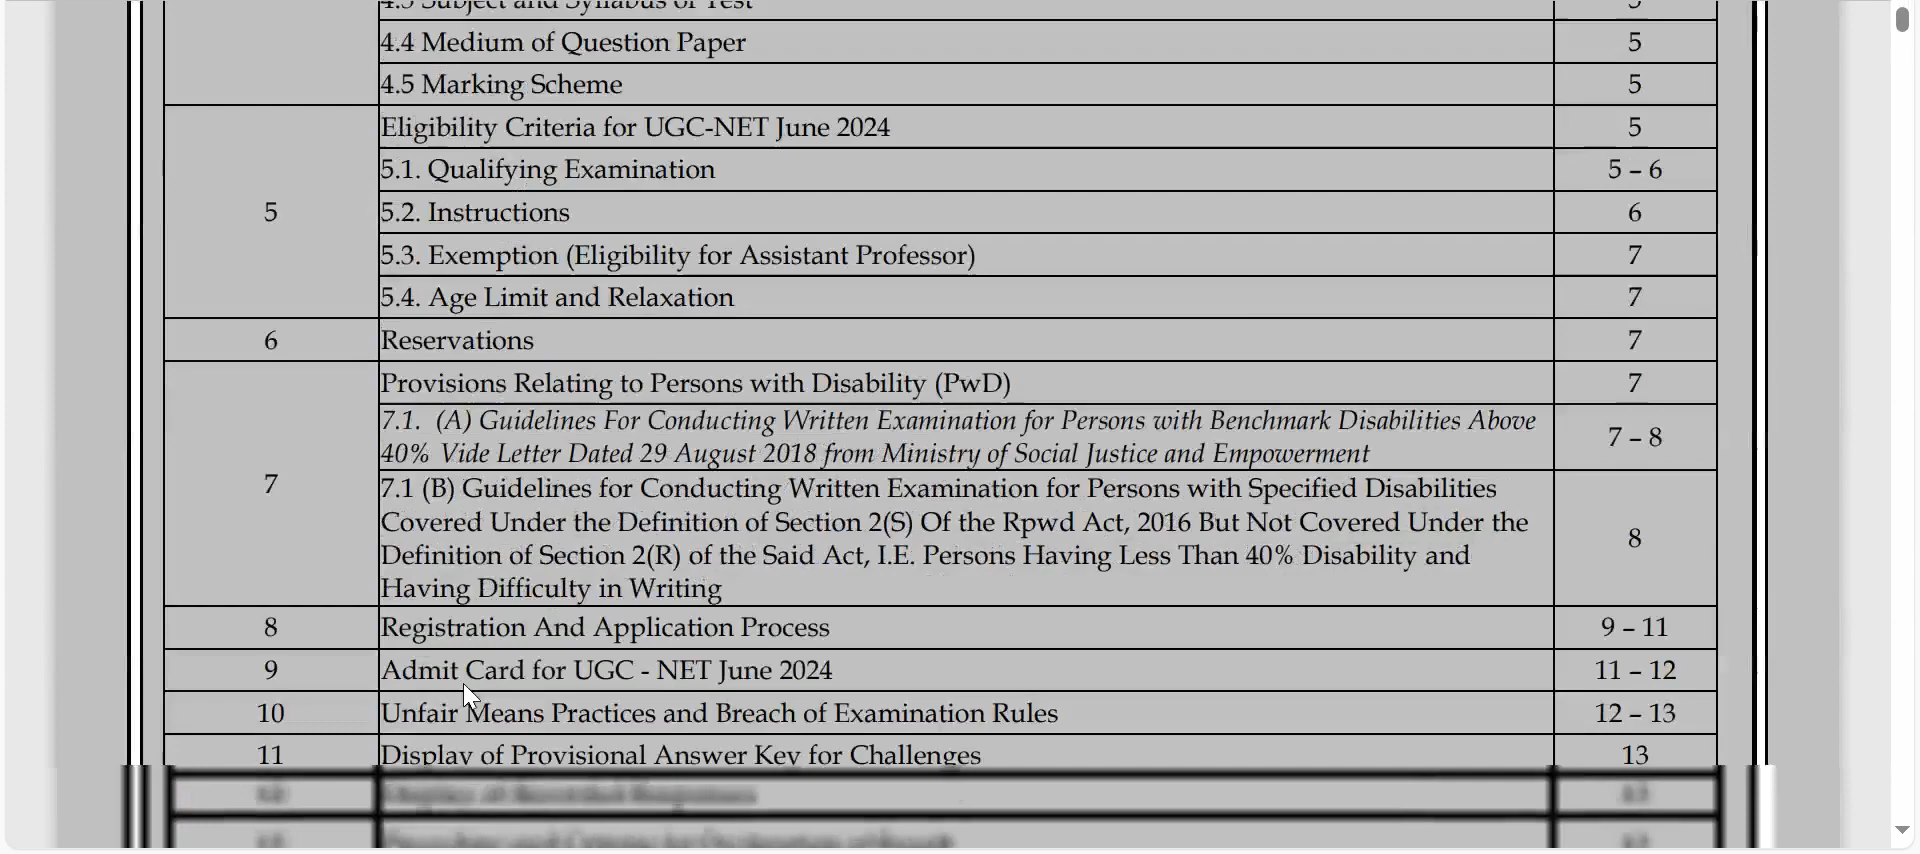 4.3 Subject and Syllabus of Test 5
4.4 Medium of Question Paper 5
4.5 Marking Scheme 5
Eligibility Criteria for UGC-NET June 2024 5
5.1. Qualifying Examination 5 – 6
5 5.2. Instructions 6
5.3. Exemption (Eligibility for Assistant Professor) 7
5.4. Age Limit and Relaxation 7
6 Reservations 7
Provisions Relating to Persons with Disability (PwD) 7
7.1. (A) Guidelines For Conducting Written Examination for Persons with Benchmark Disabilities Above
40% Vide Letter Dated 29 August 2018 from Ministry of Social Justice and Empowerment
7 – 8
7
7.1 (B) Guidelines for Conducting Written Examination for Persons with Specified Disabilities
Covered Under the Definition of Section 2(S) Of the Rpwd Act, 2016 But Not Covered Under the
Definition of Section 2(R) of the Said Act, I.E. Persons Having Less Than 40% Disability and
Having Difficulty in Writing
8
8 Registration And Application Process 9 – 11
9 Admit Card for UGC - NET June 2024 11 – 12
10 Unfair Means Practices and Breach of Examination Rules 12 – 13
11 Display of Provisional Answer Key for Challenges 13